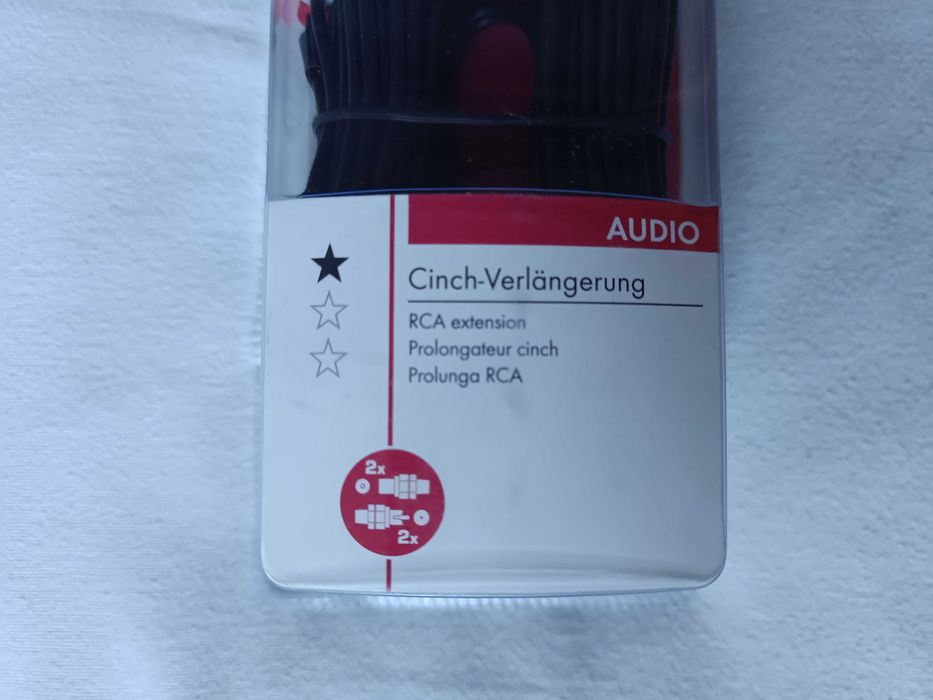 AUDIO
Cinch-Verlängerung
RCA extension
Prolongateur cinch
Prolunga RCA
2x
2x